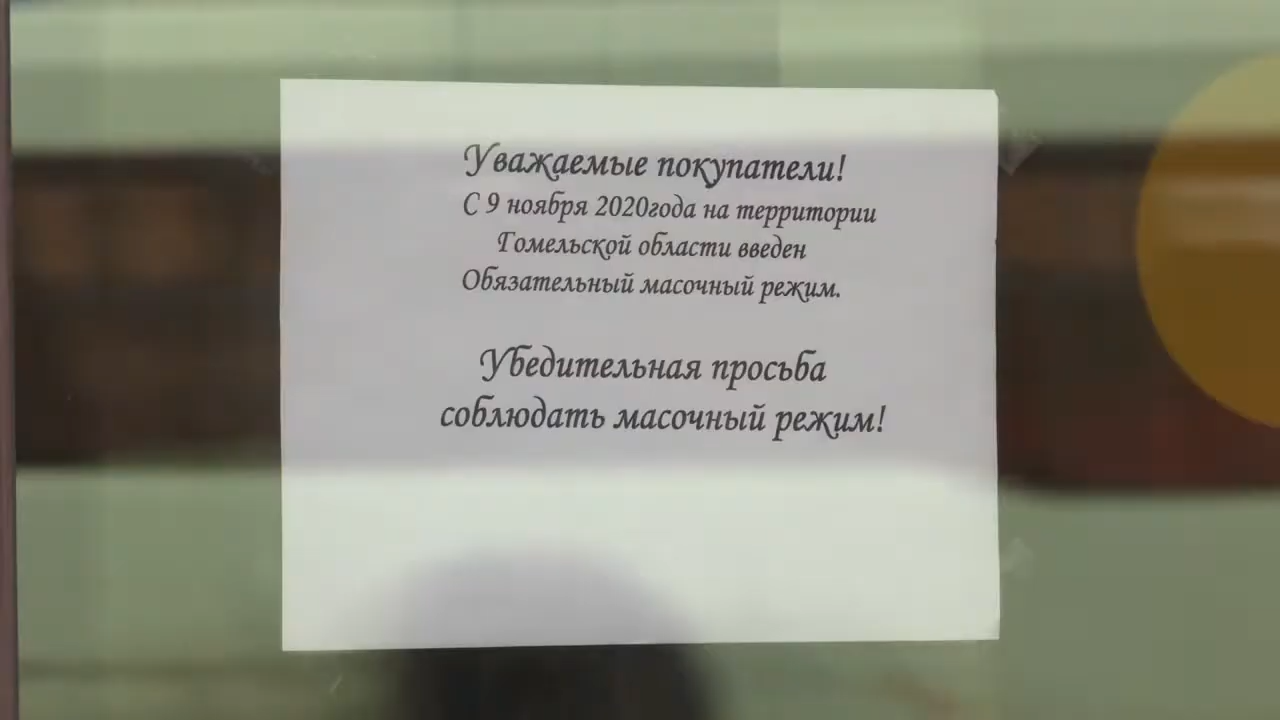 Уважаемые покупатели!
С 9 ноября 2020года на территории
Гомельской области введен
Обязательный масочный режим.
Убедительная просьба
соблюдать масочный режим!